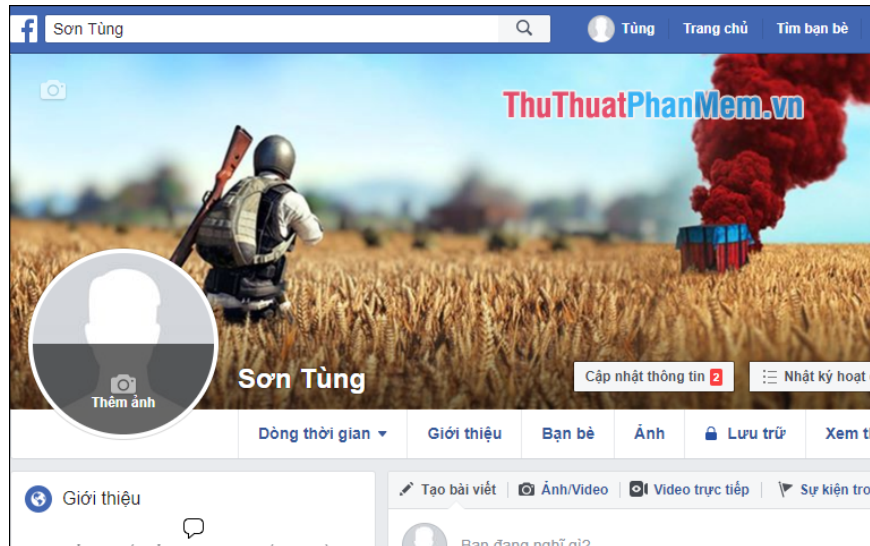 f Sơn Tùng Tùng Trang chủ Tìm bạn bè
ThuThuatPhanMem.vn
Thêm ảnh
Sơn Tùng
Cập nhật thông tin 2
Nhật ký hoạt
Dòng thời gian Giới thiệu Bạn bè Ảnh Lưu trữ Xem
Giới thiệu
Tạo bài viết Ảnh/Video Video trực tiếp Sự kiện
Bạn đang nghĩ gì?